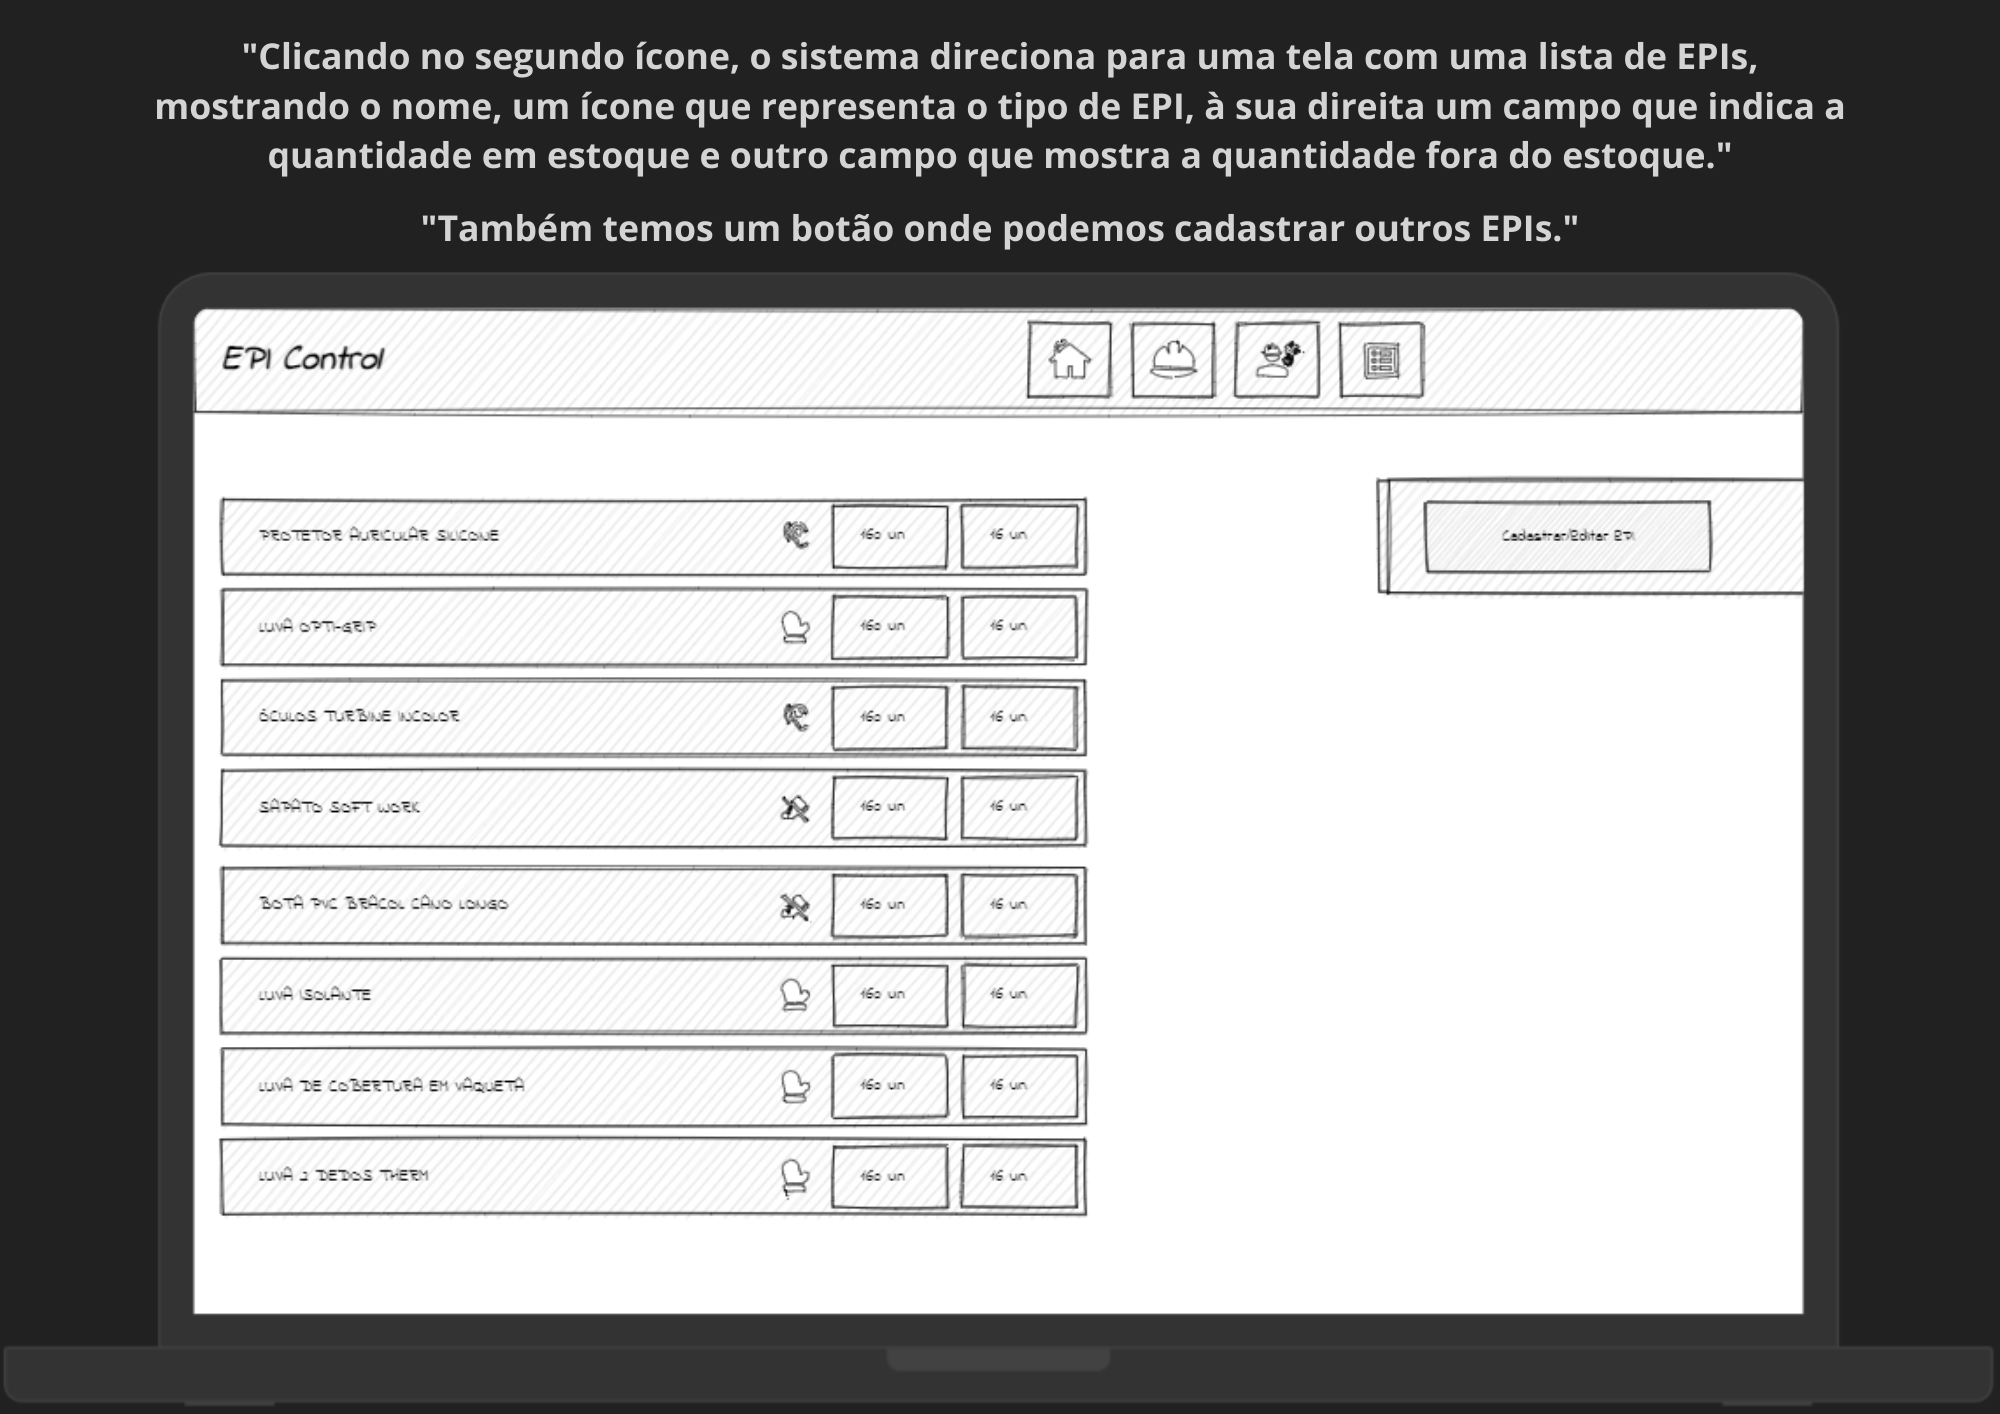 "Clicando no segundo ícone, o sistema direciona para uma tela com uma lista de EPIs,
mostrando o nome, um ícone que representa o tipo de EPI, à sua direita um campo que indica a
quantidade em estoque e outro campo que mostra a quantidade fora do estoque."
"Também temos um botão onde podemos cadastrar outros EPIs."
EPI Control
PROTETOR AURICULAR SILICONE 160 un 16 un
Cadastrar/Editar EPI
LUVA OPTI-GRIP 160 un 16 un
ÓCULOS TURBINE INCOLOR 160 un 16 un
SAPATO SOFT WORK 160 un 16 un
BOTA PVC BRACOL CANO LONGO 160 un 16 un
LUVA ISOLANTE 160 un 16 un
LUVA DE COBERTURA EM VAQUETA 160 un 16 un
LUVA 2 DEDOS THERM 160 un 16 un